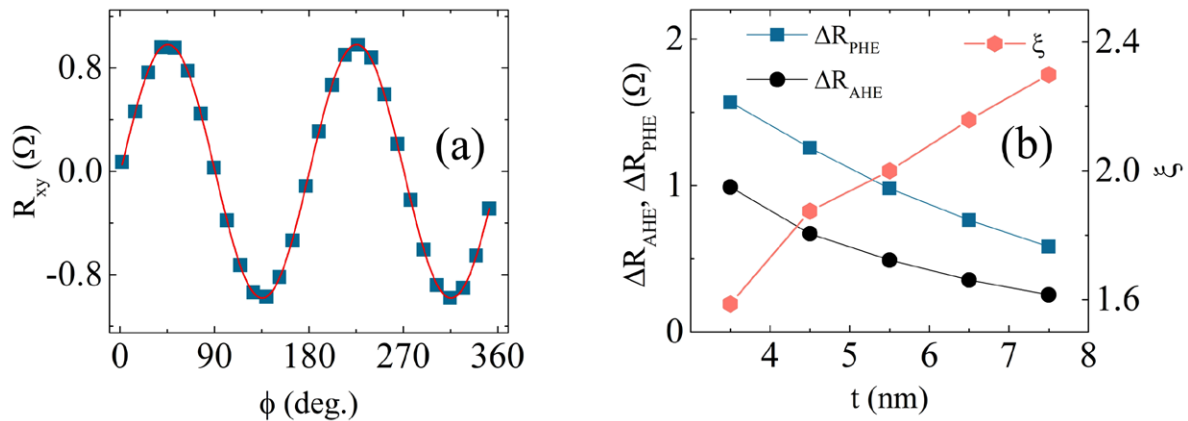 0.8
0.0
-0.8
R_xy (Ω)
(a)
0 90 180 270 360
ϕ (deg.)
2
1
0
ΔR_AHE, ΔR_PHE (Ω)
ΔR_PHE
ΔR_AHE
ξ
(b)
2.4
2.0
1.6
ξ
4 5 6 7 8
t (nm)